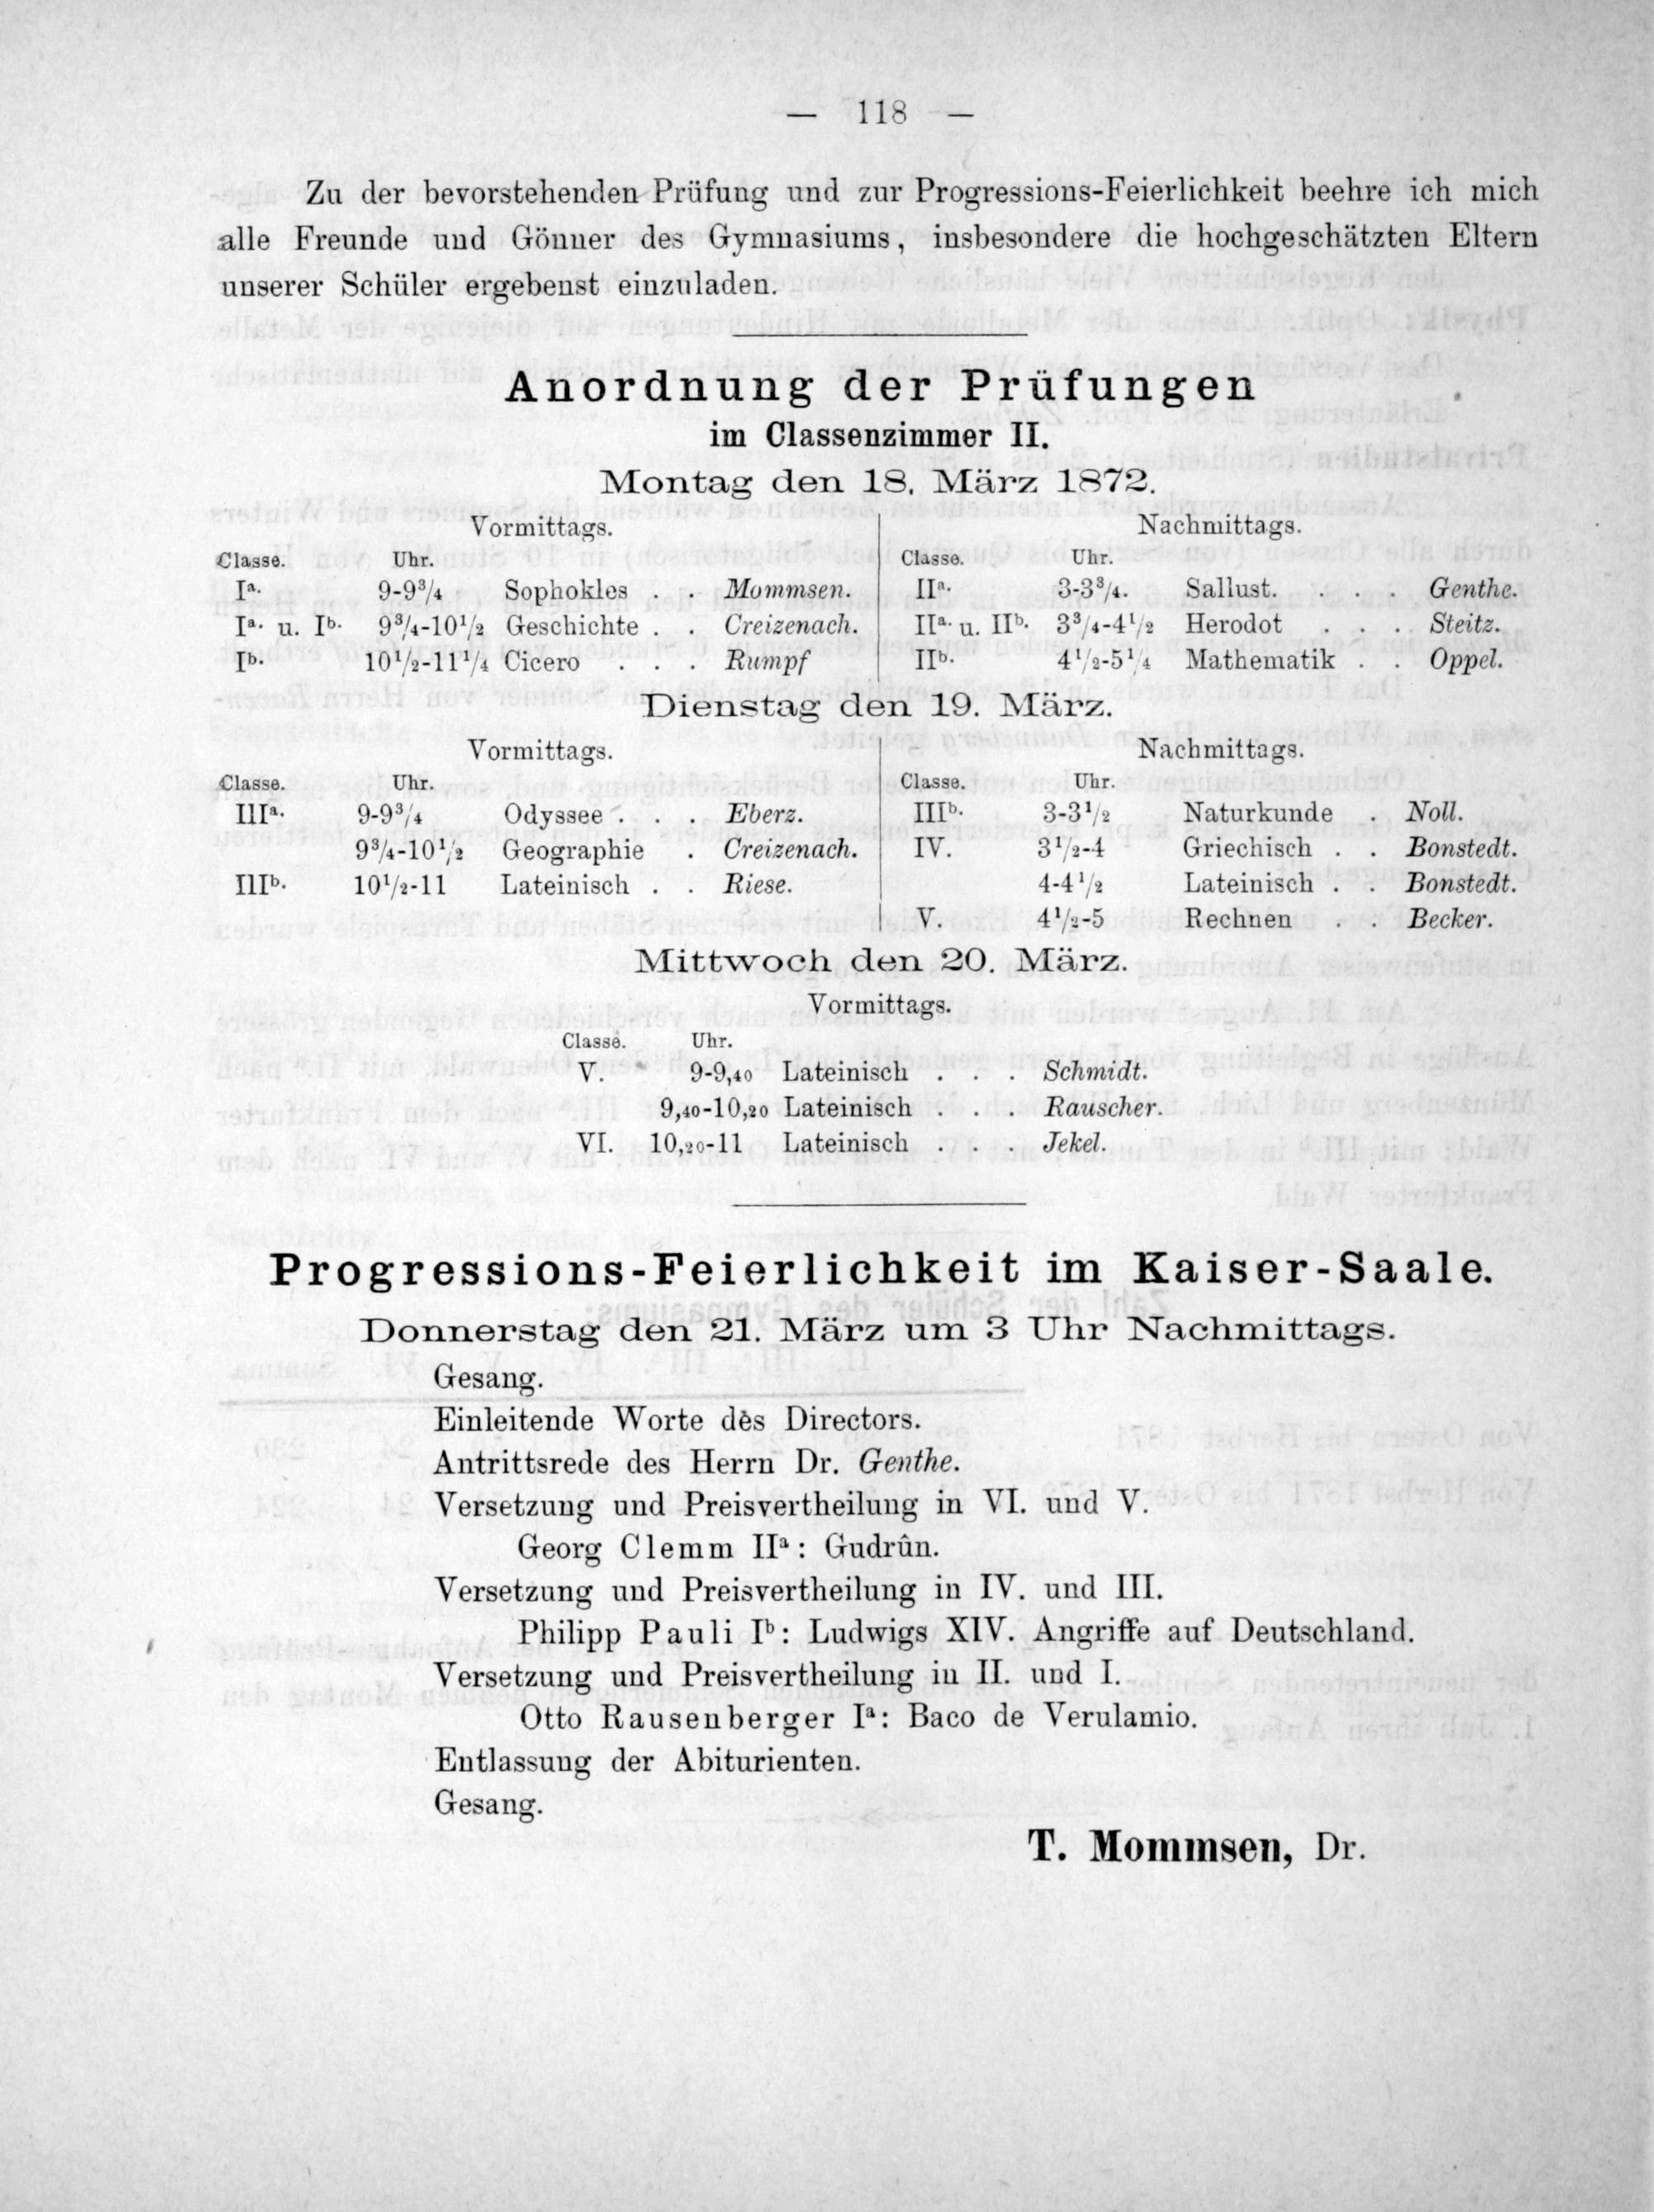 — 118 —
Zu der bevorstehenden Prüfung und zur Progressions-Feierlichkeit beehre ich mich
alle Freunde und Gönner des Gymnasiums, insbesondere die hochgeschätzten Eltern
unserer Schüler ergebenst einzuladen.
Anordnung der Prüfungen
im Classenzimmer II.
Montag den 18. März 1872.
Vormittags.
Classe. Uhr.
Iª· 9-9³/₄ Sophokles . . Mommsen.
Iª· u. Iᵇ· 9³/₄-10¹/₂ Geschichte . . Creizenach.
Iᵇ· 10¹/₂-11¹/₄ Cicero . . . Rumpf
Nachmittags.
Classe. Uhr.
IIª· 3-3³/₄. Sallust. . . . Genthe.
IIª· u. IIᵇ· 3³/₄-4¹/₂ Herodot . . . Steitz.
IIᵇ· 4¹/₂-5¹/₄ Mathematik . . Oppel.
Dienstag den 19. März.
Vormittags.
Classe. Uhr.
IIIª· 9-9³/₄ Odyssee . . . Eberz.
9³/₄-10¹/₂ Geographie . Creizenach.
IIIᵇ· 10¹/₂-11 Lateinisch . . Riese.
Nachmittags.
Classe. Uhr.
IIIᵇ· 3-3¹/₂ Naturkunde . Noll.
IV. 3¹/₂-4 Griechisch . . Bonstedt.
4-4¹/₂ Lateinisch . . Bonstedt.
V. 4¹/₂-5 Rechnen . . Becker.
Mittwoch den 20. März.
Vormittags.
Classe. Uhr.
V. 9-9,₄₀ Lateinisch . . . Schmidt.
9,₄₀-10,₂₀ Lateinisch . . . Rauscher.
VI. 10,₂₀-11 Lateinisch . . . Jekel.
Progressions-Feierlichkeit im Kaiser-Saale.
Donnerstag den 21. März um 3 Uhr Nachmittags.
Gesang.
Einleitende Worte des Directors.
Antrittsrede des Herrn Dr. Genthe.
Versetzung und Preisvertheilung in VI. und V.
Georg Clemm IIª: Gudrûn.
Versetzung und Preisvertheilung in IV. und III.
Philipp Pauli Iᵇ: Ludwigs XIV. Angriffe auf Deutschland.
Versetzung und Preisvertheilung in II. und I.
Otto Rausenberger Iª: Baco de Verulamio.
Entlassung der Abiturienten.
Gesang.
T. Mommsen, Dr.